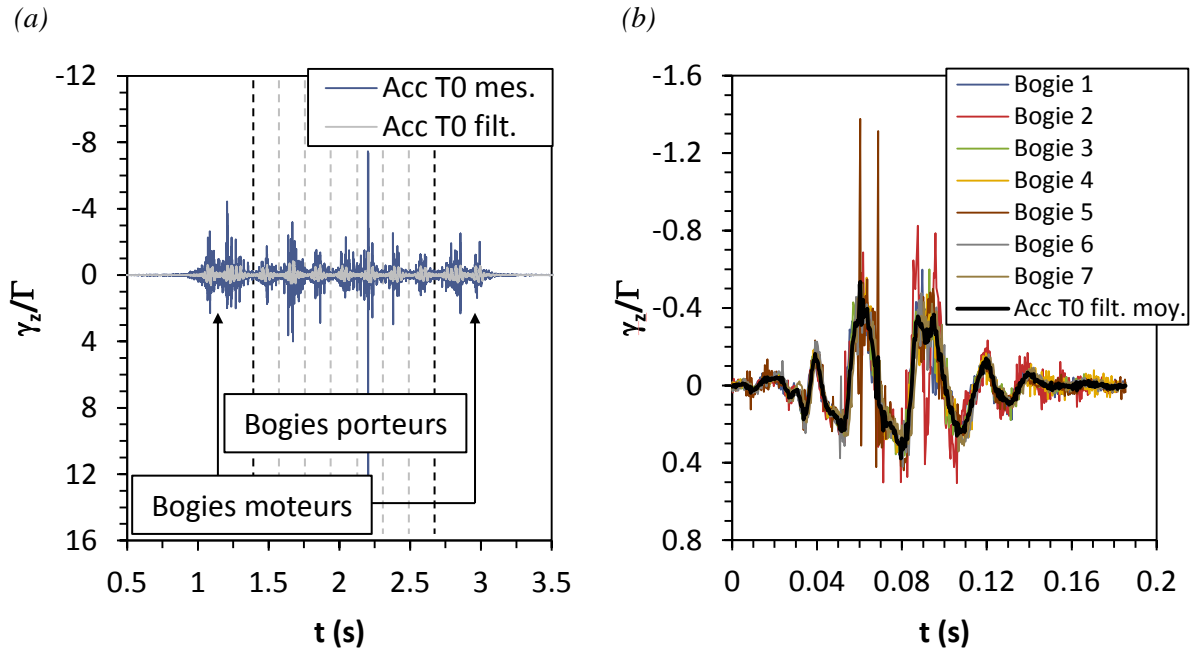 (a)
-12
-8
-4
0
4
8
12
16
γz/Γ
Acc T0 mes.
Acc T0 filt.
Bogies porteurs
Bogies moteurs
0.5 1 1.5 2 2.5 3 3.5
t (s)
(b)
-1.6
-1.2
-0.8
-0.4
0
0.4
0.8
γz/Γ
Bogie 1
Bogie 2
Bogie 3
Bogie 4
Bogie 5
Bogie 6
Bogie 7
Acc T0 filt. moy.
0 0.04 0.08 0.12 0.16 0.2
t (s)